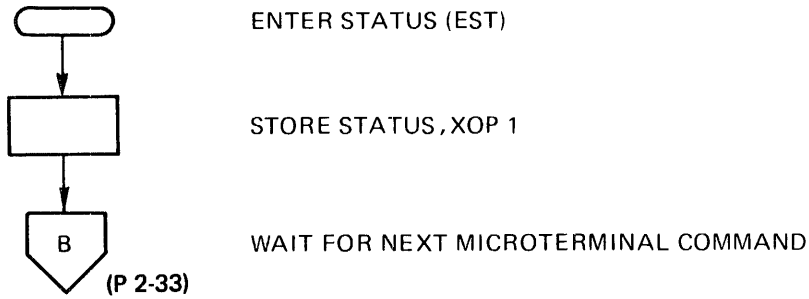 ENTER STATUS (EST)
STORE STATUS, XOP 1
B
WAIT FOR NEXT MICROTERMINAL COMMAND
(P 2-33)